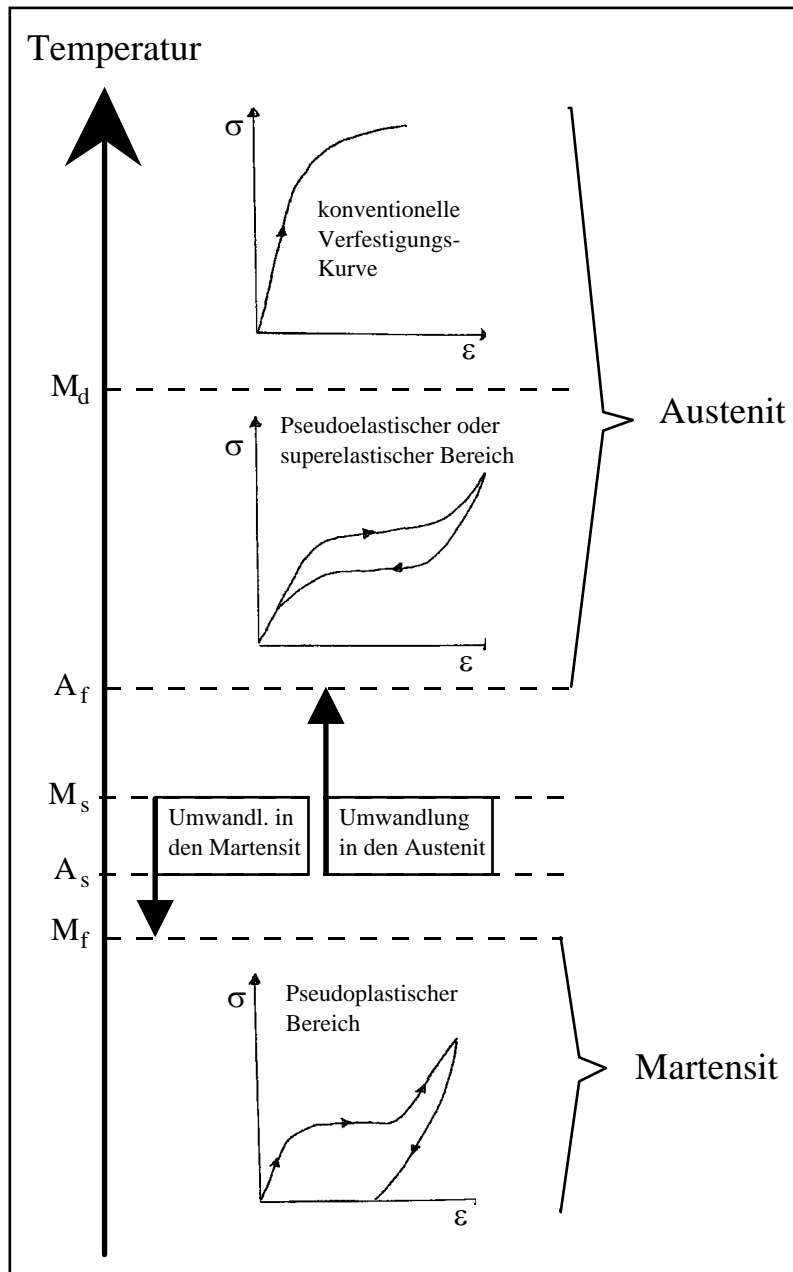 Temperatur
σ
konventionelle
Verfestigungs-
Kurve
ε
M_d
Pseudoelastischer oder
superelastischer Bereich
σ
ε
Austenit
A_f
M_s
Umwandl. in
den Martensit
Umwandlung
in den Austenit
A_s
M_f
σ
Pseudoplastischer
Bereich
ε
Martensit